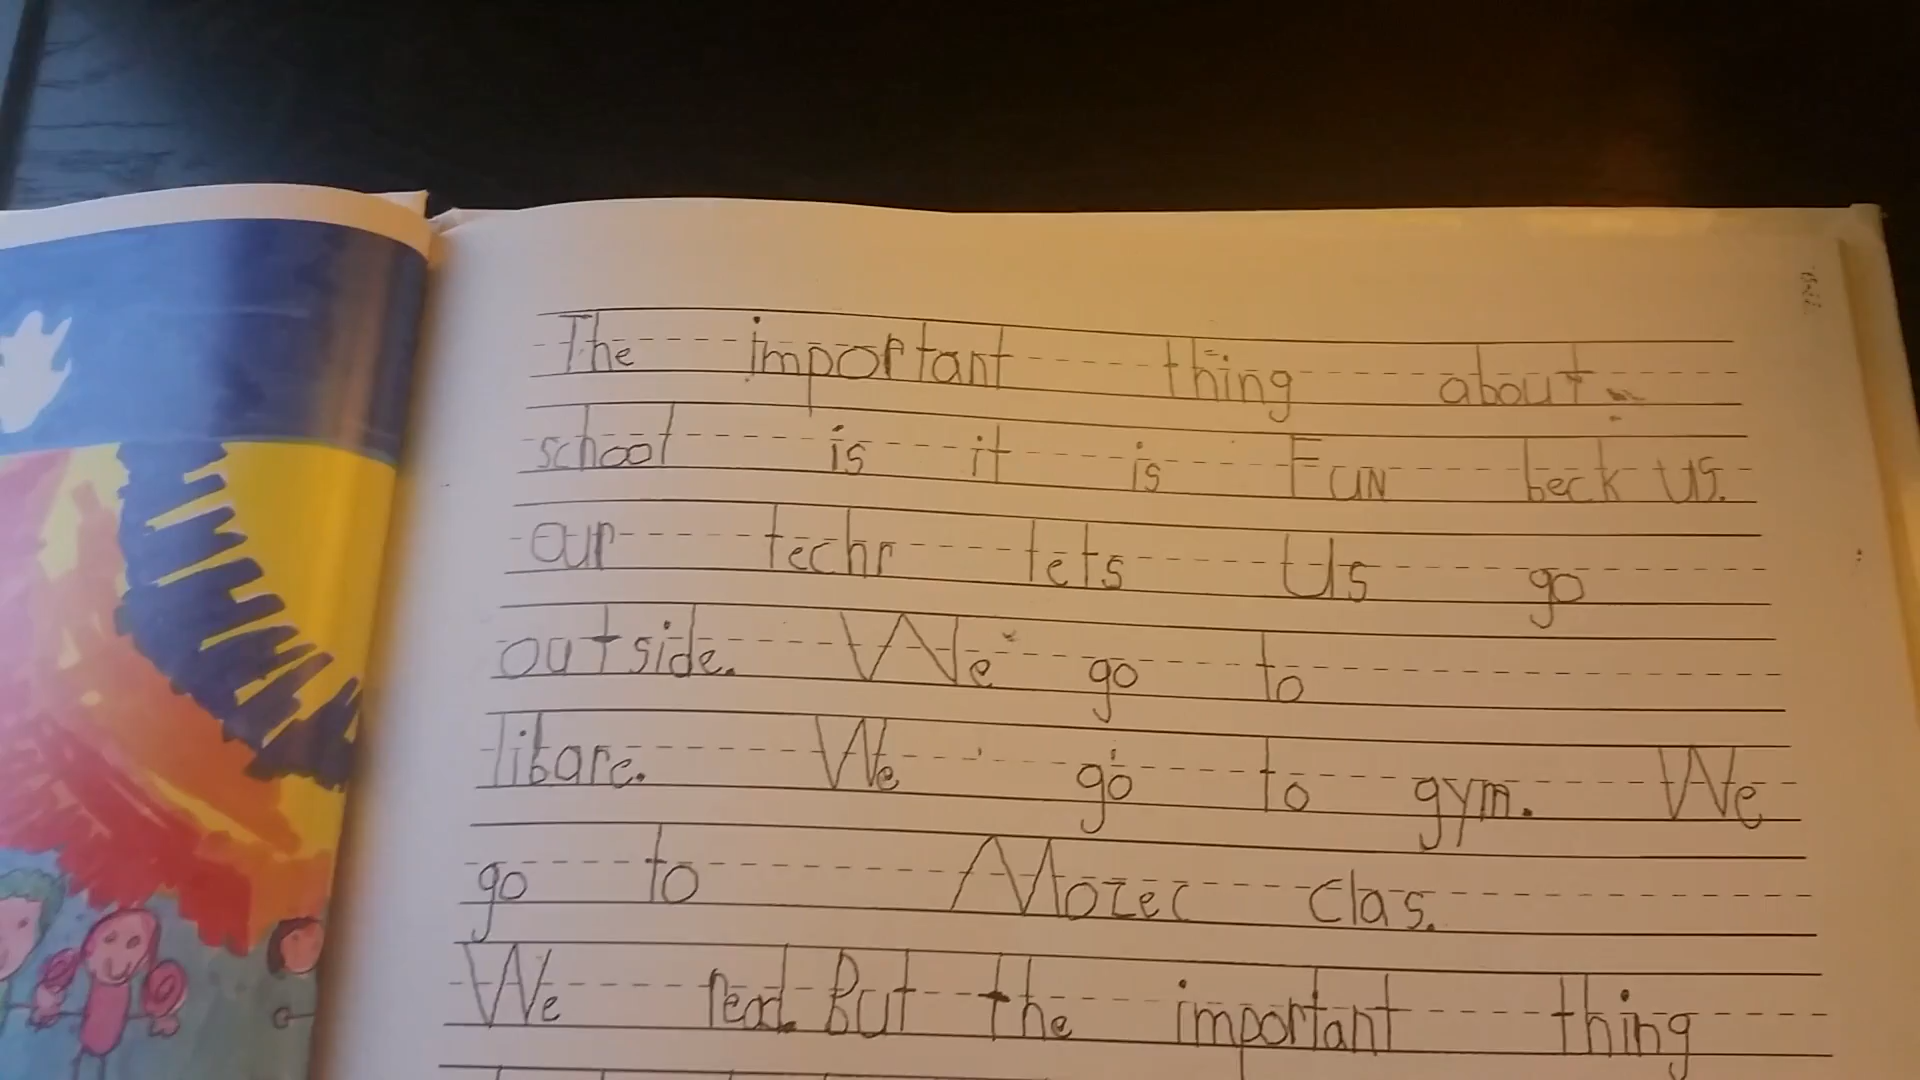 The important thing about
school is it is Fun beck us.
our techr lets Us go
outside. We go to
libare. We go to gym. We
go to Mozec clas.
We read. But the important thing